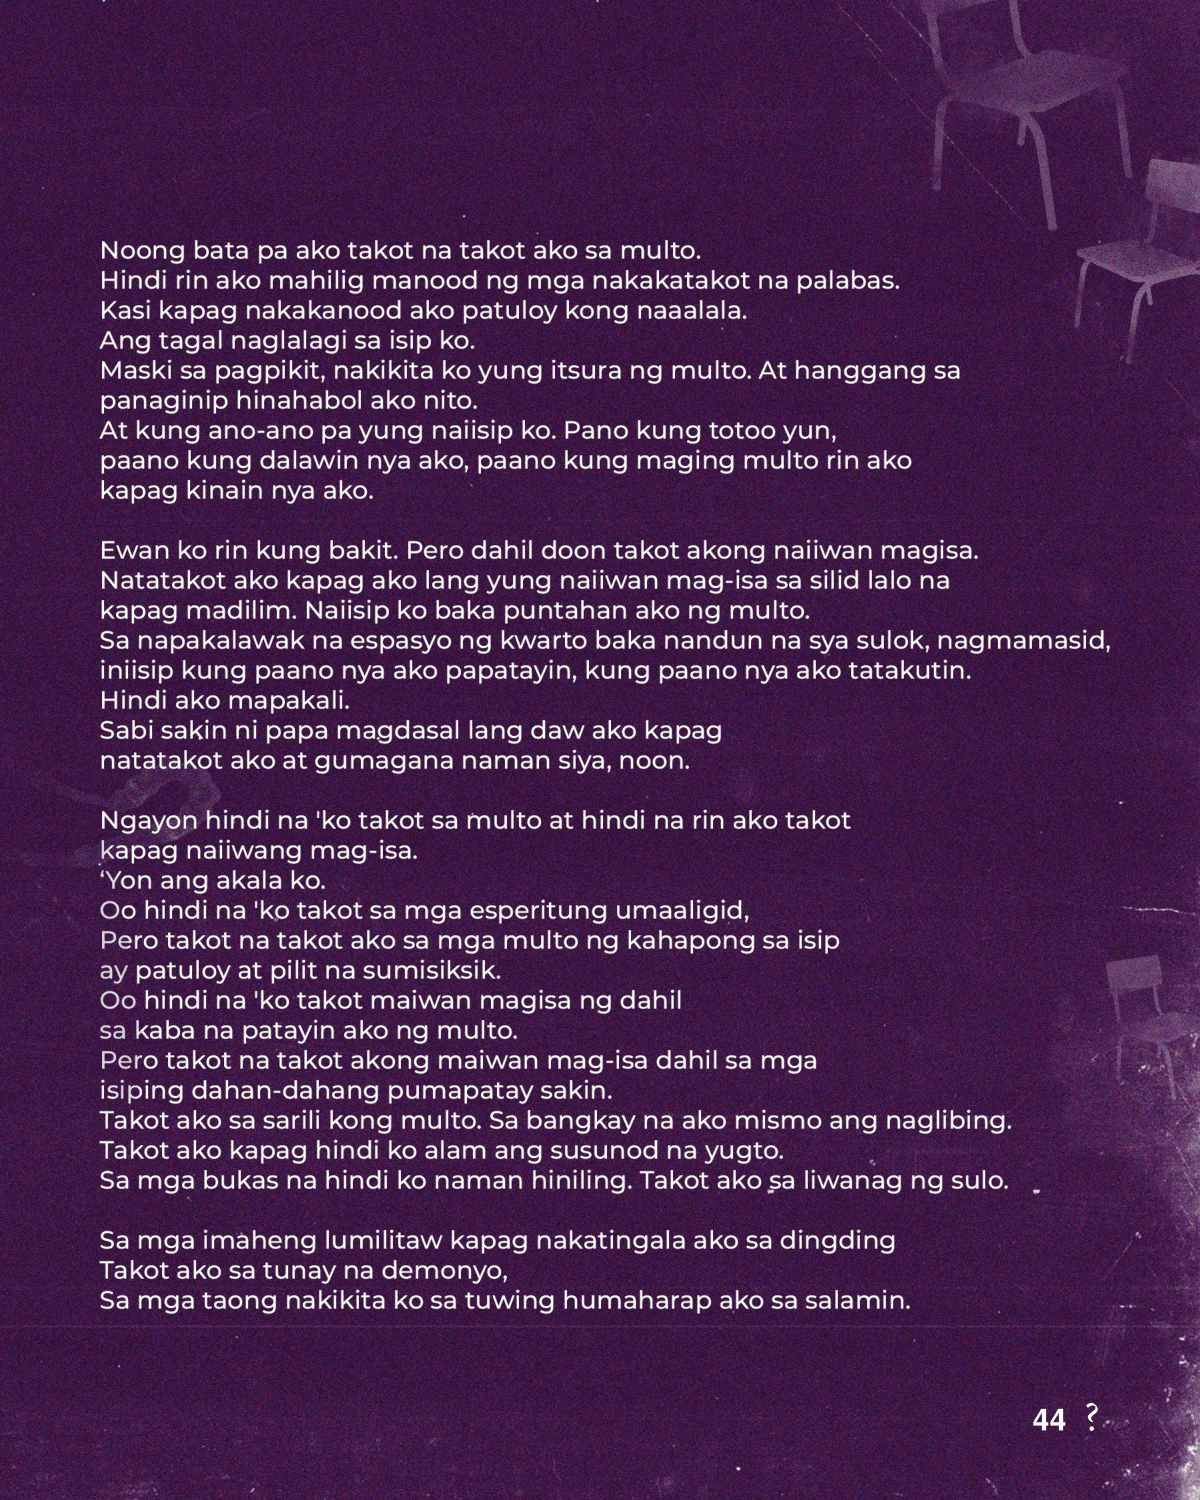 Noong bata pa ako takot na takot ako sa multo.
Hindi rin ako mahilig manood ng mga nakakatakot na palabas.
Kasi kapag nakakanood ako patuloy kong naaalala.
Ang tagal naglalagi sa isip ko.
Maski sa pagpikit, nakikita ko yung itsura ng multo. At hanggang sa
panaginip hinahabol ako nito.
At kung ano-ano pa yung naiisip ko. Pano kung totoo yun,
paano kung dalawin nya ako, paano kung maging multo rin ako
kapag kinain nya ako.

Ewan ko rin kung bakit. Pero dahil doon takot akong naiiwan magisa.
Natatakot ako kapag ako lang yung naiiwan mag-isa sa silid lalo na
kapag madilim. Naiisip ko baka puntahan ako ng multo.
Sa napakalawak na espasyo ng kwarto baka nandun na sya sulok, nagmamasid,
iniisip kung paano nya ako papatayin, kung paano nya ako tatakutin.
Hindi ako mapakali.
Sabi sakin ni papa magdasal lang daw ako kapag
natatakot ako at gumagana naman siya, noon.

Ngayon hindi na 'ko takot sa multo at hindi na rin ako takot
kapag naiiwang mag-isa.
‘Yon ang akala ko.
Oo hindi na 'ko takot sa mga esperitung umaaligid,
Pero takot na takot ako sa mga multo ng kahapong sa isip
ay patuloy at pilit na sumisiksik.
Oo hindi na 'ko takot maiwan magisa ng dahil
sa kaba na patayin ako ng multo.
Pero takot na takot akong maiwan mag-isa dahil sa mga
isiping dahan-dahang pumapatay sakin.
Takot ako sa sarili kong multo. Sa bangkay na ako mismo ang naglibing.
Takot ako kapag hindi ko alam ang susunod na yugto.
Sa mga bukas na hindi ko naman hiniling. Takot ako sa liwanag ng sulo.

Sa mga imaheng lumilitaw kapag nakatingala ako sa dingding
Takot ako sa tunay na demonyo,
Sa mga taong nakikita ko sa tuwing humaharap ako sa salamin.

44 ?